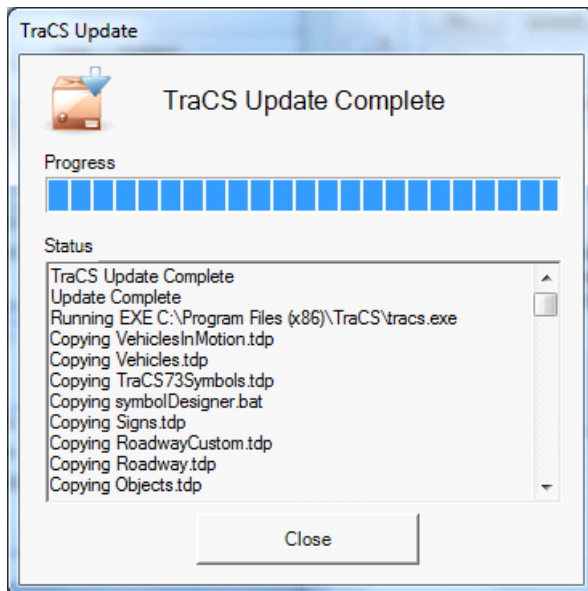 TraCS Update
TraCS Update Complete
Progress
Status
TraCS Update Complete
Update Complete
Running EXE C:\Program Files (x86)\TraCS\tracs.exe
Copying VehiclesInMotion.tdp
Copying Vehicles.tdp
Copying TraCS73Symbols.tdp
Copying symbolDesigner.bat
Copying Signs.tdp
Copying RoadwayCustom.tdp
Copying Roadway.tdp
Copying Objects.tdp
Close